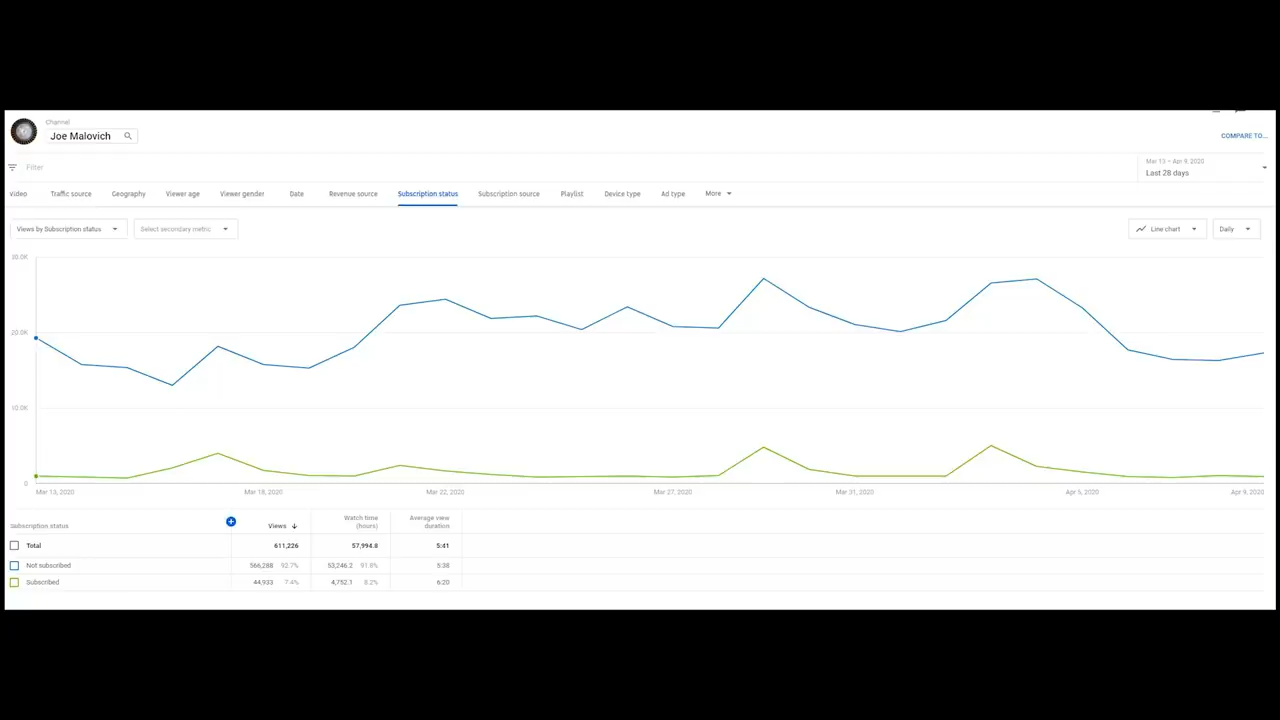 Channel
Joe Malovich
COMPARE TO...
Filter
Mar 13 – Apr 9, 2020
Last 28 days
Video Traffic source Geography Viewer age Viewer gender Date Revenue source Subscription status Subscription source Playlist Device type Ad type More
Views by Subscription status Select secondary metric Line chart Daily
30.0K
20.0K
10.0K
0
Mar 13, 2020 Mar 18, 2020 Mar 22, 2020 Mar 27, 2020 Mar 31, 2020 Apr 5, 2020 Apr 9, 2020
Subscription status Views Watch time (hours) Average view duration
Total 611,226 57,994.8 5:41
Not subscribed 566,288 92.7% 53,246.2 91.8% 5:38
Subscribed 44,933 7.4% 4,752.1 8.2% 6:20